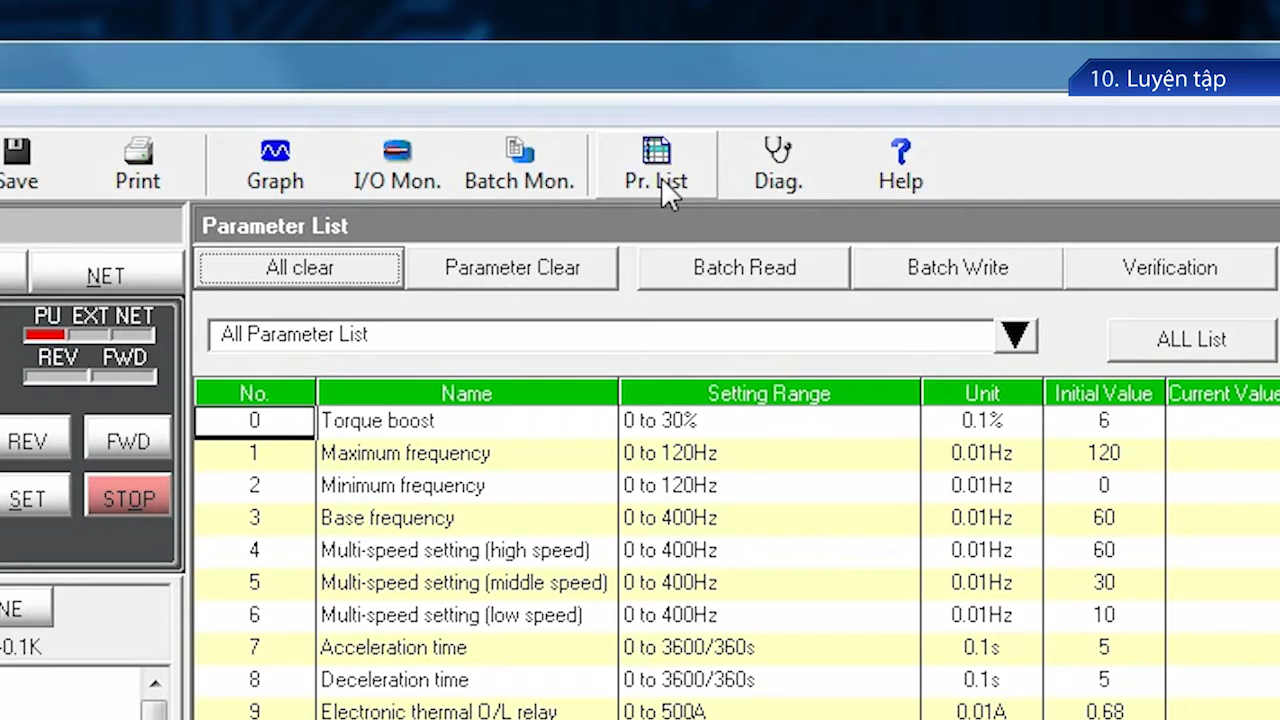 10. Luyện tập
Save Print Graph I/O Mon. Batch Mon. Pr. List Diag. Help
Parameter List
NET
All clear Parameter Clear Batch Read Batch Write Verification
PU EXT NET
REV FWD
All Parameter List ALL List
No. Name Setting Range Unit Initial Value Current Value
0 Torque boost 0 to 30% 0.1% 6
1 Maximum frequency 0 to 120Hz 0.01Hz 120
2 Minimum frequency 0 to 120Hz 0.01Hz 0
3 Base frequency 0 to 400Hz 0.01Hz 60
4 Multi-speed setting (high speed) 0 to 400Hz 0.01Hz 60
5 Multi-speed setting (middle speed) 0 to 400Hz 0.01Hz 30
6 Multi-speed setting (low speed) 0 to 400Hz 0.01Hz 10
7 Acceleration time 0 to 3600/360s 0.1s 5
8 Deceleration time 0 to 3600/360s 0.1s 5
9 Electronic thermal O/L relay 0 to 500A 0.01A 0.68
REV FWD
SET STOP
NE
0.1K